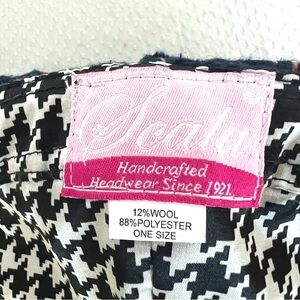 Scala
Handcrafted
Headwear Since 1921
12%WOOL
88%POLYESTER
ONE SIZE